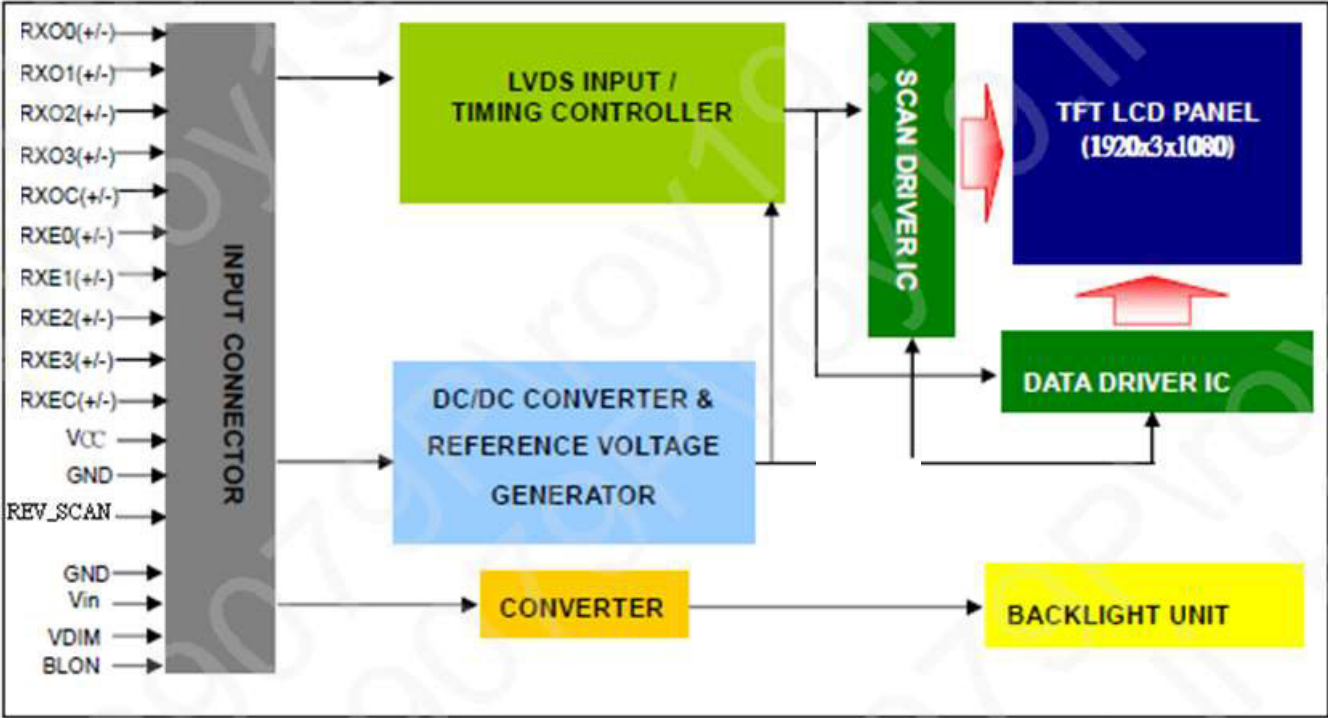 RXO0(+/-)
RXO1(+/-)
RXO2(+/-)
RXO3(+/-)
RXOC(+/-)
RXE0(+/-)
RXE1(+/-)
RXE2(+/-)
RXE3(+/-)
RXEC(+/-)
VCC
GND
REV_SCAN
GND
Vin
VDIM
BLON
INPUT CONNECTOR
LVDS INPUT /
TIMING CONTROLLER
DC/DC CONVERTER &
REFERENCE VOLTAGE
GENERATOR
CONVERTER
SCAN DRIVER IC
TFT LCD PANEL
(1920x3x1080)
DATA DRIVER IC
BACKLIGHT UNIT